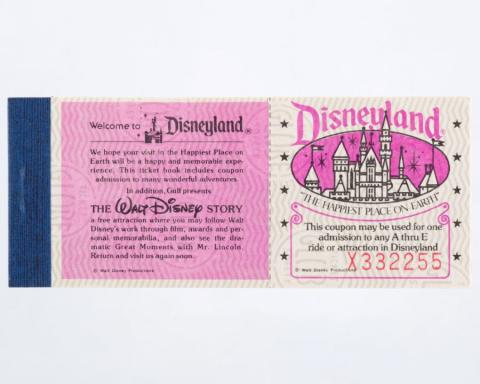 Welcome to Disneyland®
We hope your visit in the Happiest Place on
Earth will be a happy and memorable expe-
rience. This ticket book includes coupon
admission to many wonderful adventures.
In addition, Gulf presents
THE Walt Disney STORY
a free attraction where you may follow Walt
Disney's work through film, awards and per-
sonal memorabilia, and also see the dra-
matic Great Moments with Mr. Lincoln.
Return and visit us again soon.
© Walt Disney Productions
Disneyland®
"THE HAPPIEST PLACE ON EARTH"
This coupon may be used for one
admission to any A thru E
ride or attraction in Disneyland
© Walt Disney Productions
X332255